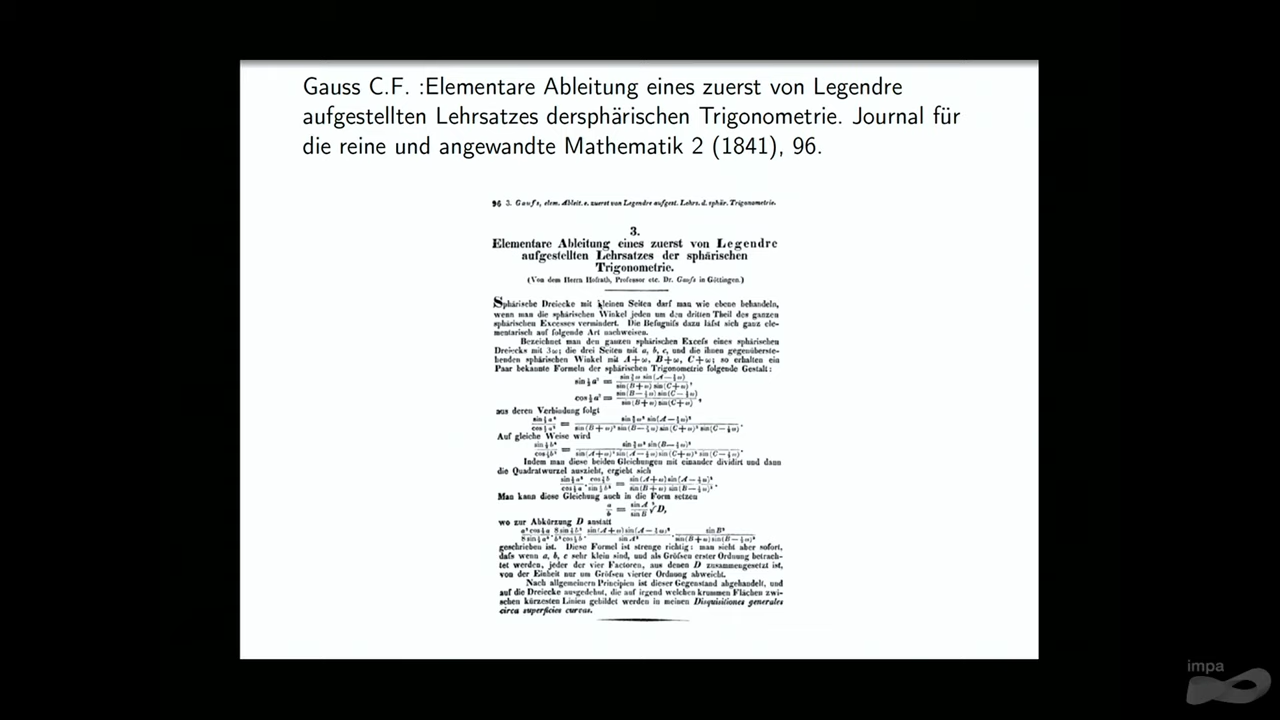 Gauss C.F. :Elementare Ableitung eines zuerst von Legendre
aufgestellten Lehrsatzes dersphärischen Trigonometrie. Journal für
die reine und angewandte Mathematik 2 (1841), 96.
96 3. Gauſs, elem. Ableit. e. zuerst von Legendre aufgest. Lehrs. d. sphär. Trigonometrie.
3.
Elementare Ableitung eines zuerst von Legendre
aufgestellten Lehrsatzes der sphärischen
Trigonometrie.
(Von dem Herrn Hofrath, Professor etc. Dr. Gauſs in Göttingen.)
Sphärische Dreiecke mit kleinen Seiten darf man wie ebene behandeln,
wenn man die sphärischen Winkel jeden um den dritten Theil des ganzen
sphärischen Excesses vermindert. Die Befugniſs dazu läſst sich ganz ele-
mentarisch auf folgende Art nachweisen.
Bezeichnet man den ganzen sphärischen Exceſs eines sphärischen
Dreiecks mit 3ω; die drei Seiten mit a, b, c, und die ihnen gegenüberste-
henden sphärischen Winkel mit A+ω, B+ω, C+ω; so erhalten ein
Paar bekannte Formeln der sphärischen Trigonometrie folgende Gestalt:
aus deren Verbindung folgt
Auf gleiche Weise wird
Indem man diese beiden Gleichungen mit einander dividirt und dann
die Quadratwurzel auszieht, ergiebt sich
Man kann diese Gleichung auch in die Form setzen
a/b = sin A/sin B √D,
wo zur Abkürzung D anstatt
geschrieben ist. Diese Formel ist strenge richtig: man sieht aber sofort,
daſs wenn a, b, c sehr klein sind, und als Gröſsen erster Ordnung betrach-
tet werden, jeder der vier Factoren, aus denen D zusammengesetzt ist,
von der Einheit nur um Gröſsen vierter Ordnung abweicht.
Nach allgemeinern Principien ist dieser Gegenstand abgehandelt, und
auf die Dreiecke ausgedehnt, die auf irgend welchen krummen Flächen zwi-
schen kürzesten Linien gebildet werden in meinen Disquisitiones generales
circa superficies curvas.
impa